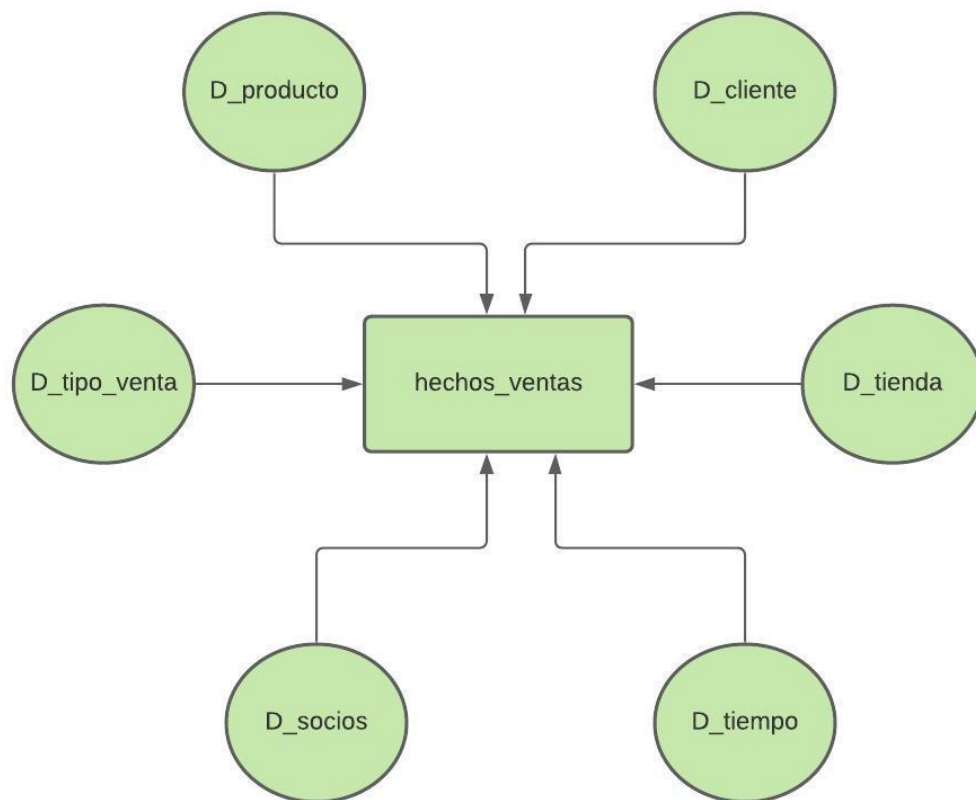 D_producto
D_cliente
D_tipo_venta
hechos_ventas
D_tienda
D_socios
D_tiempo